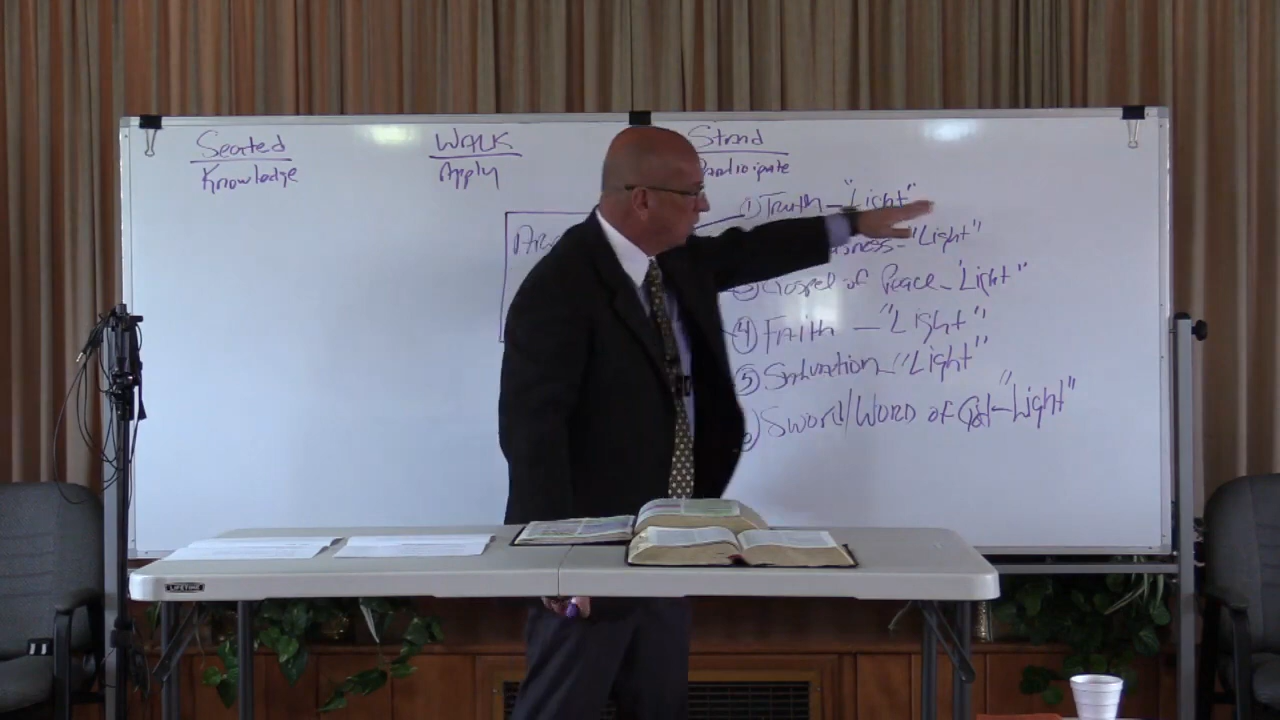 Seated
Knowledge
WALK
Apply
Stand
1) Truth - "Light"
"Light"
Gospel of Peace - "Light"
4) Faith - "Light"
5) Salvation - "Light"
Sword/WORD of God - "Light"
LIFETIME